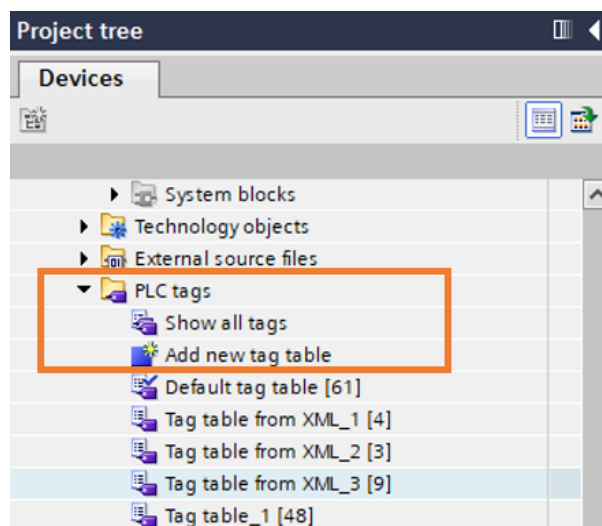 Project tree
Devices
System blocks
Technology objects
External source files
PLC tags
Show all tags
Add new tag table
Default tag table [61]
Tag table from XML_1 [4]
Tag table from XML_2 [3]
Tag table from XML_3 [9]
Tag table_1 [48]